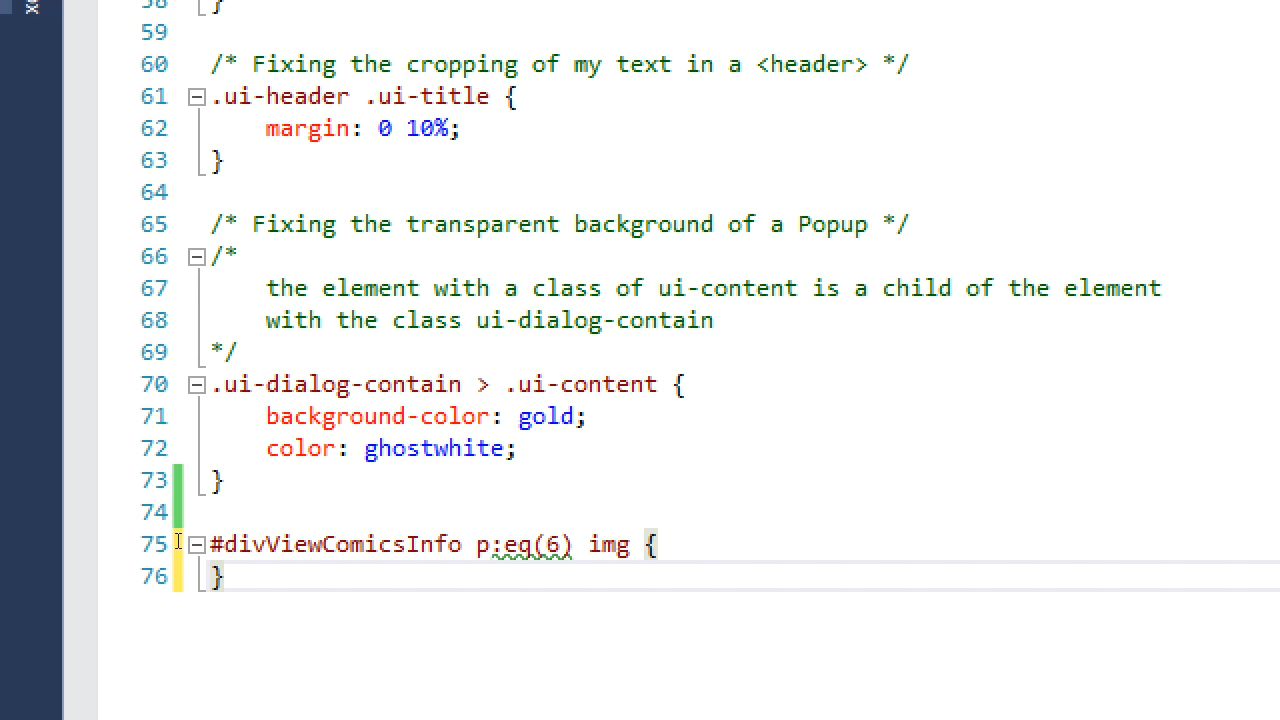 58 }
59
60 /* Fixing the cropping of my text in a <header> */
61 .ui-header .ui-title {
62 margin: 0 10%;
63 }
64
65 /* Fixing the transparent background of a Popup */
66 /*
67 the element with a class of ui-content is a child of the element
68 with the class ui-dialog-contain
69 */
70 .ui-dialog-contain > .ui-content {
71 background-color: gold;
72 color: ghostwhite;
73 }
74
75 #divViewComicsInfo p:eq(6) img {
76 }